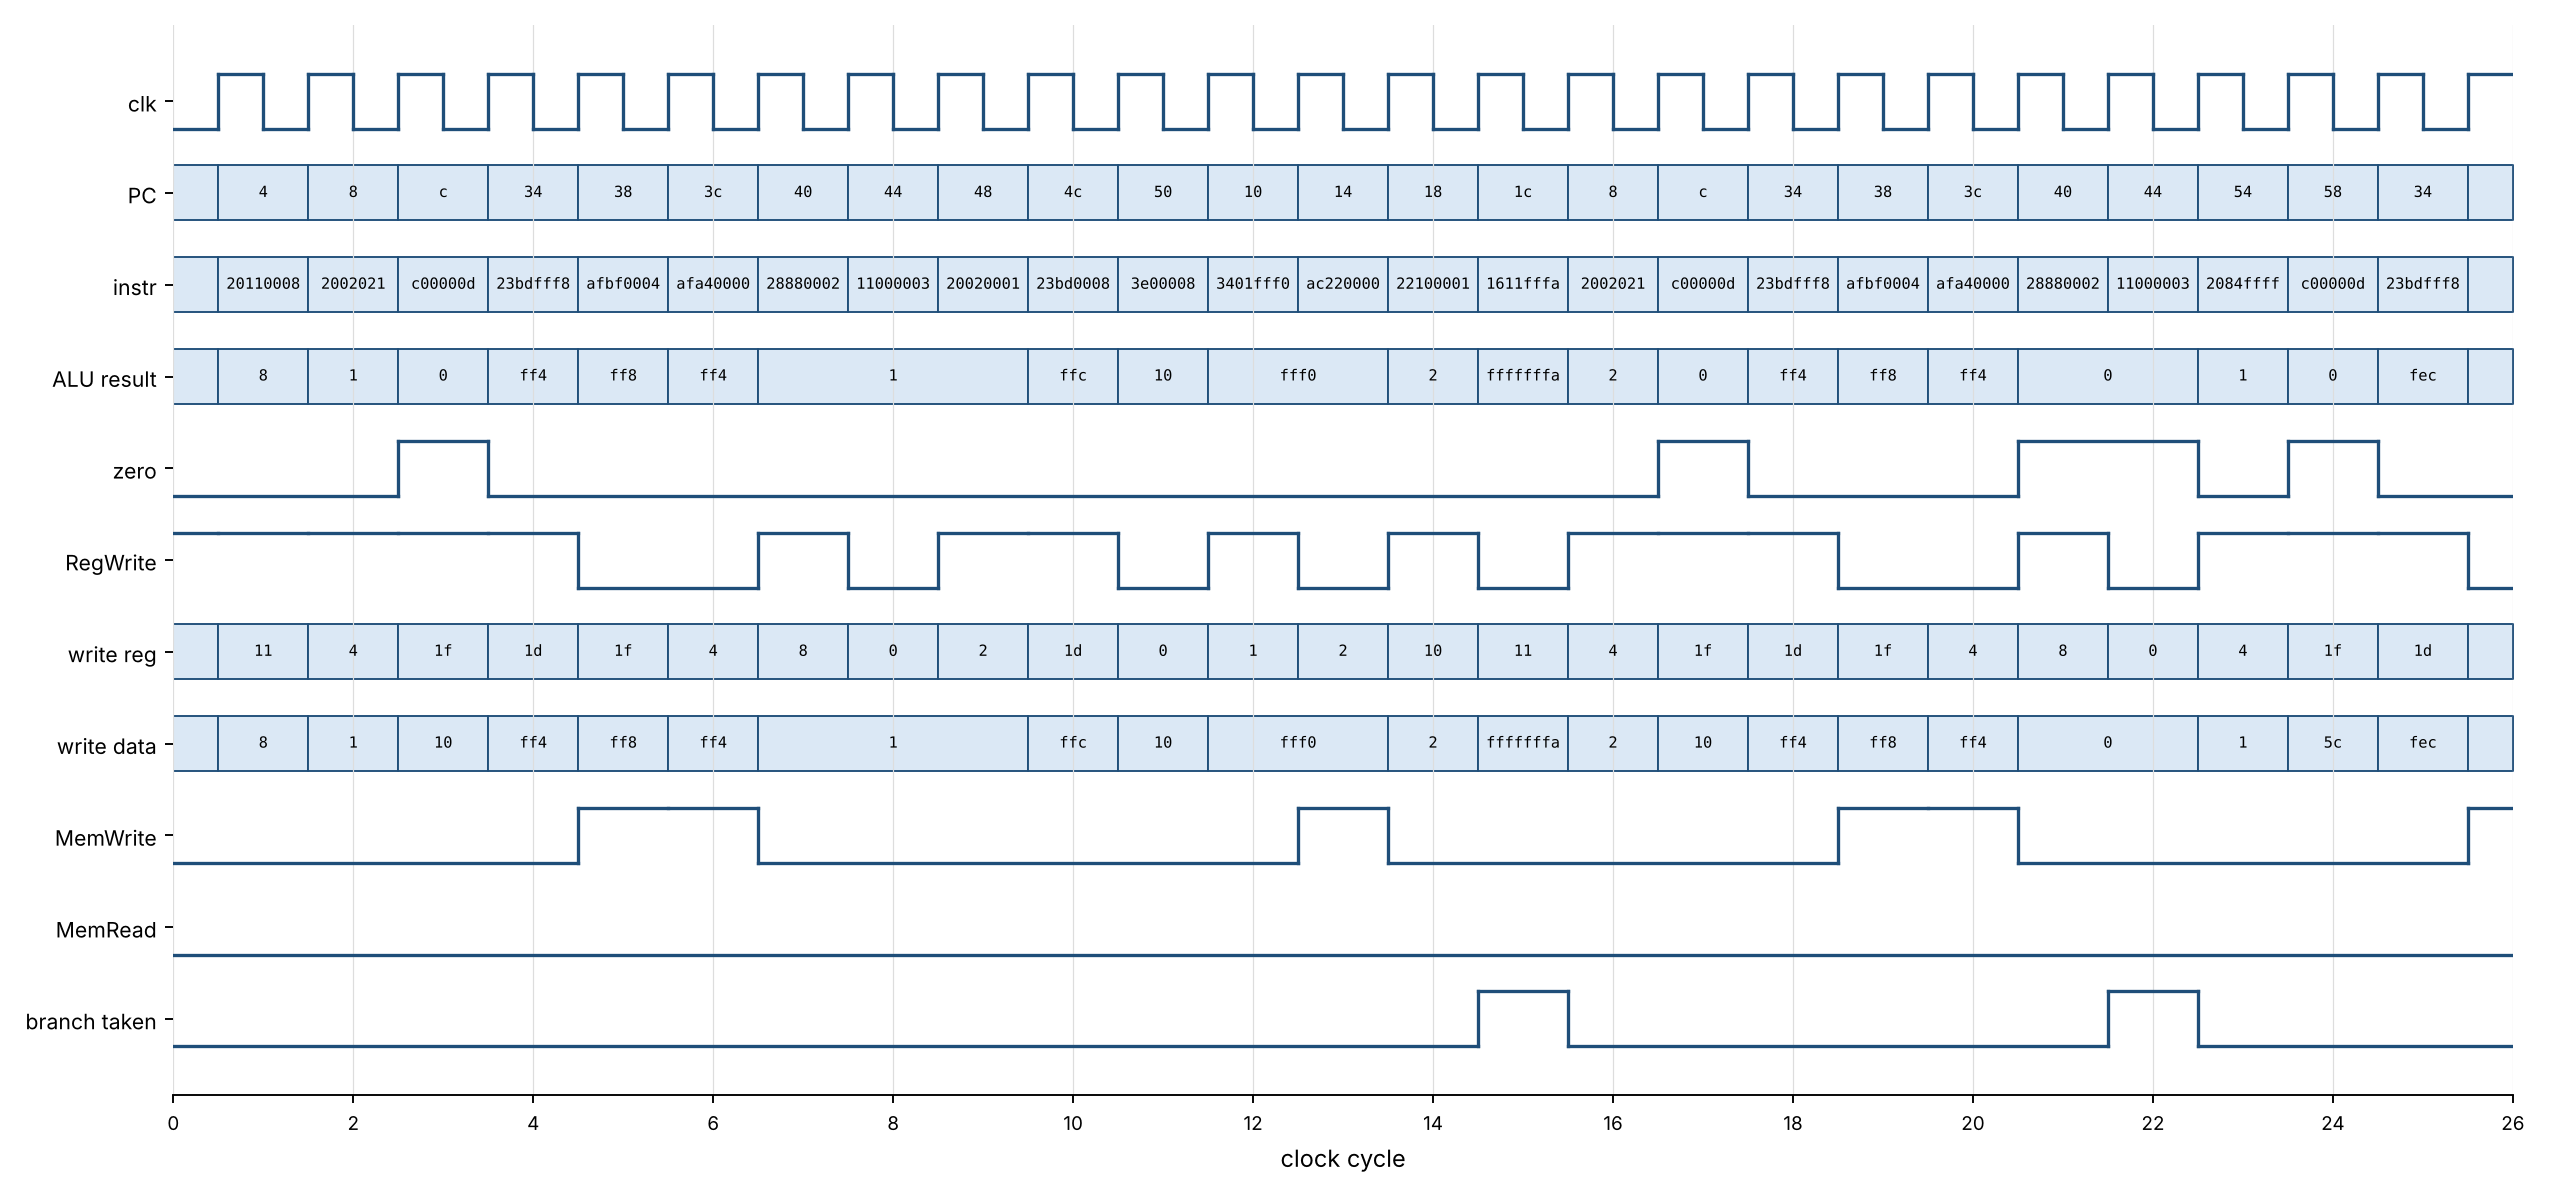 clk
PC 4 8 c 34 38 3c 40 44 48 4c 50 10 14 18 1c 8 c 34 38 3c 40 44 54 58 34
instr 20110008 2002021 c00000d 23bdfff8 afbf0004 afa40000 28880002 11000003 20020001 23bd0008 3e00008 3401fff0 ac220000 22100001 1611fffa 2002021 c00000d 23bdfff8 afbf0004 afa40000 28880002 11000003 2084ffff c00000d 23bdfff8
ALU result 8 1 0 ff4 ff8 ff4 1 ffc 10 fff0 2 fffffffa 2 0 ff4 ff8 ff4 0 1 0 fec
zero
RegWrite
write reg 11 4 1f 1d 1f 4 8 0 2 1d 0 1 2 10 11 4 1f 1d 1f 4 8 0 4 1f 1d
write data 8 1 10 ff4 ff8 ff4 1 ffc 10 fff0 2 fffffffa 2 10 ff4 ff8 ff4 0 1 5c fec
MemWrite
MemRead
branch taken
0 2 4 6 8 10 12 14 16 18 20 22 24 26
clock cycle